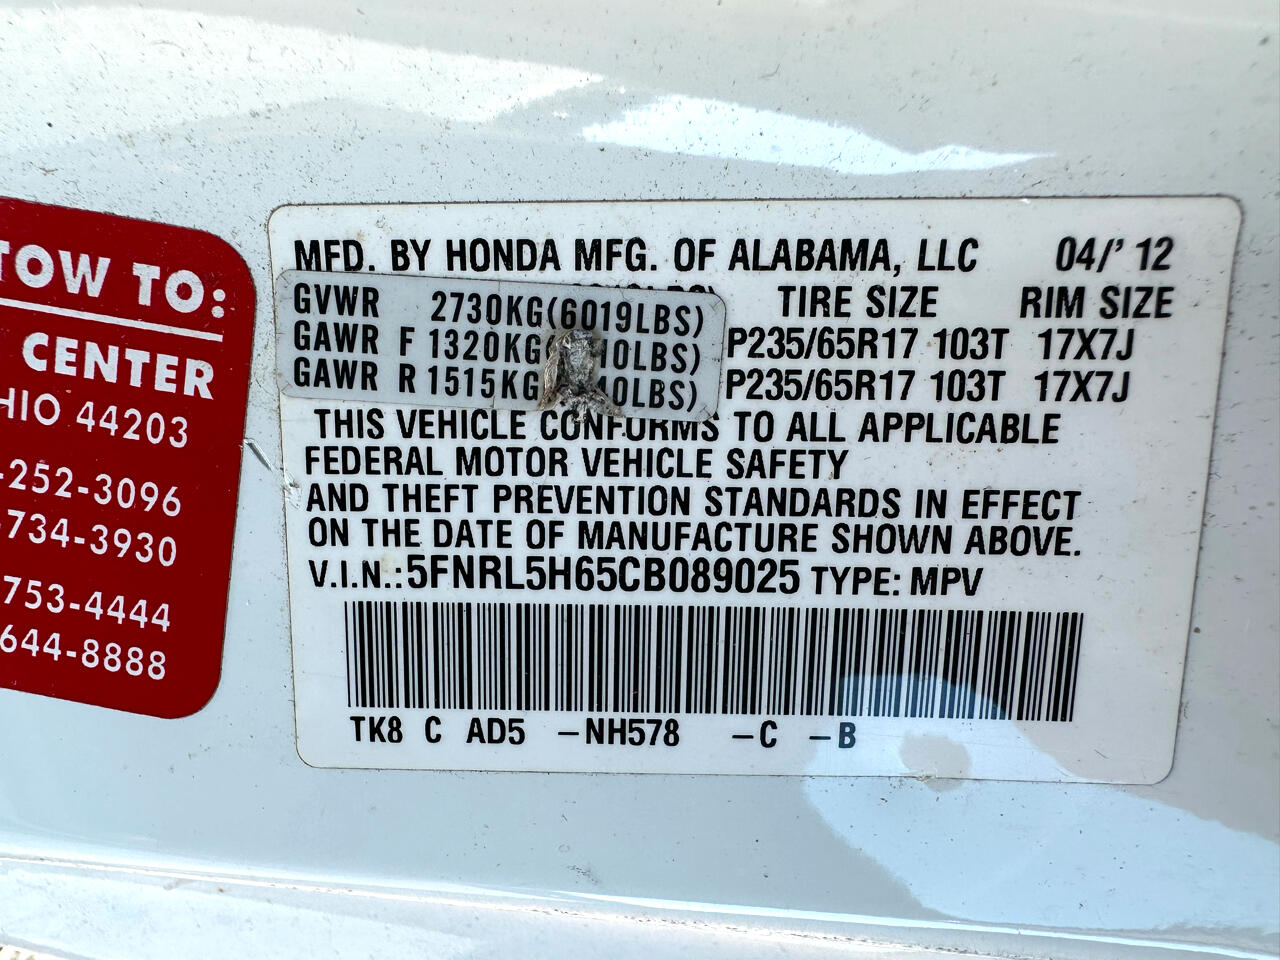 TOW TO:
CENTER
HIO 44203
-252-3096
-734-3930
753-4444
644-8888
MFD. BY HONDA MFG. OF ALABAMA, LLC 04/' 12
GVWR 2730KG(6019LBS) TIRE SIZE RIM SIZE
GAWR F 1320KG 10LBS) P235/65R17 103T 17X7J
GAWR R 1515KG 40LBS) P235/65R17 103T 17X7J
THIS VEHICLE CONFORMS TO ALL APPLICABLE
FEDERAL MOTOR VEHICLE SAFETY
AND THEFT PREVENTION STANDARDS IN EFFECT
ON THE DATE OF MANUFACTURE SHOWN ABOVE.
V.I.N.: 5FNRL5H65CB089025 TYPE: MPV
TK8 C AD5 -NH578 -C -B